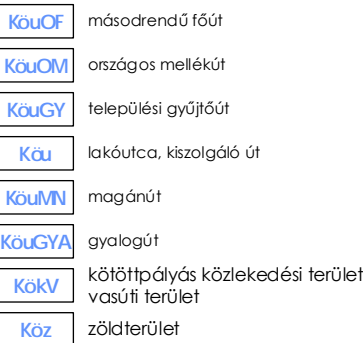 KöuOF másodrendű főút
KöuOM országos mellékút
KöuGY települési gyűjtőút
Köu lakóutca, kiszolgáló út
KöuMN magánút
KöuGYA gyalogút
KökV kötöttpályás közlekedési terület
vasúti terület
Köz zöldterület